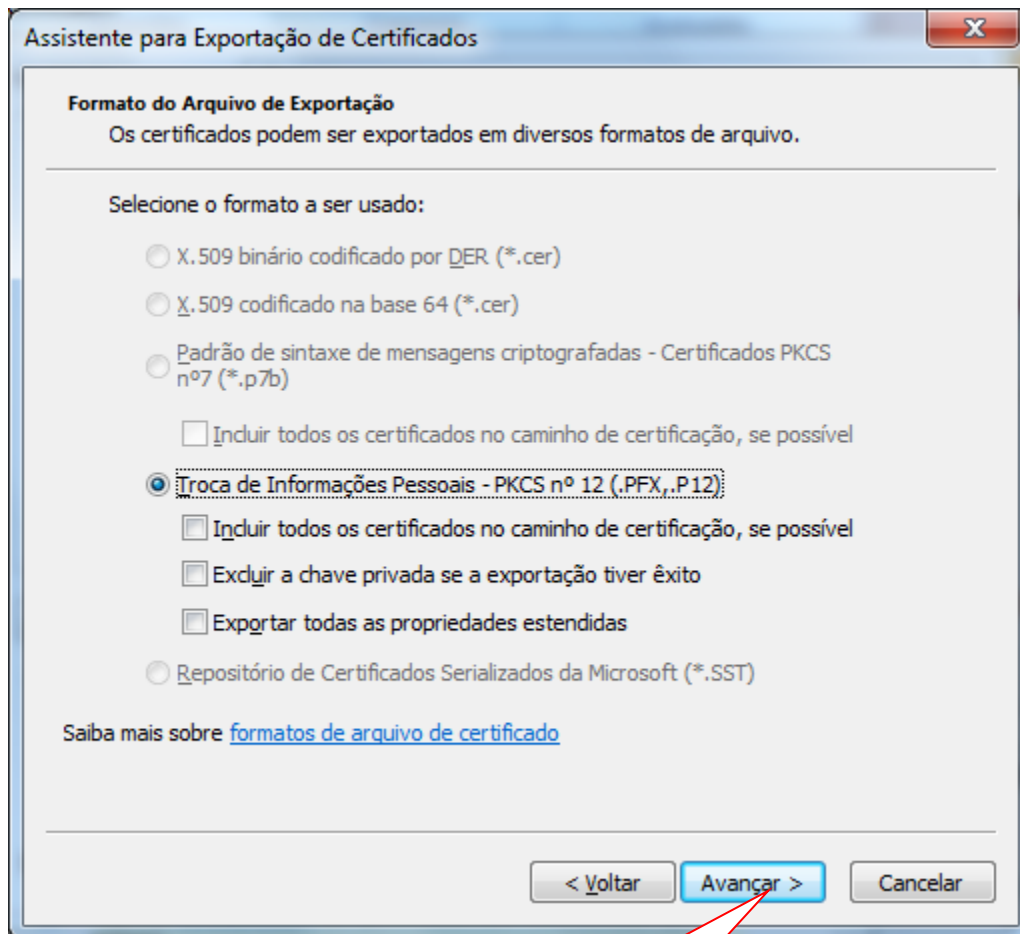 Assistente para Exportação de Certificados
Formato do Arquivo de Exportação
Os certificados podem ser exportados em diversos formatos de arquivo.
Selecione o formato a ser usado:
X.509 binário codificado por DER (*.cer)
X.509 codificado na base 64 (*.cer)
Padrão de sintaxe de mensagens criptografadas - Certificados PKCS
nº7 (*.p7b)
Incluir todos os certificados no caminho de certificação, se possível
Troca de Informações Pessoais - PKCS nº 12 (.PFX,.P12)
Incluir todos os certificados no caminho de certificação, se possível
Excluir a chave privada se a exportação tiver êxito
Exportar todas as propriedades estendidas
Repositório de Certificados Serializados da Microsoft (*.SST)
Saiba mais sobre formatos de arquivo de certificado
< Voltar Avançar > Cancelar